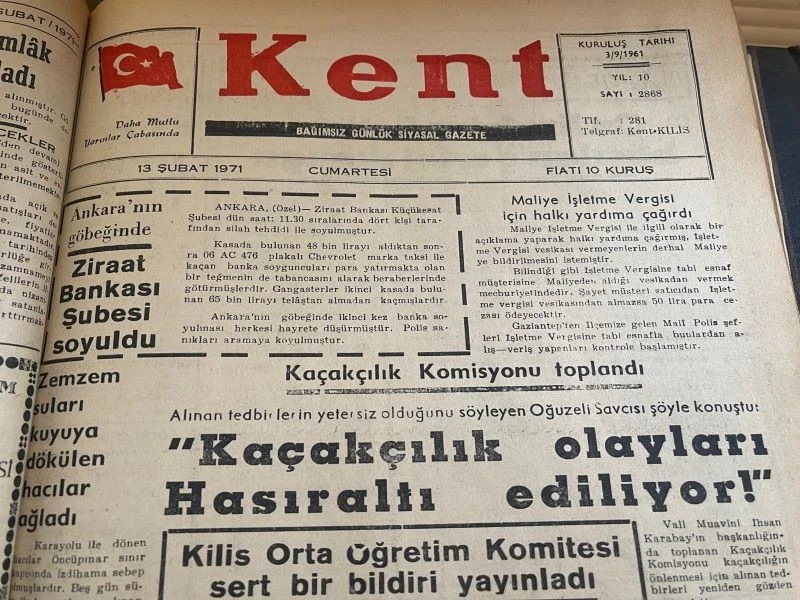 ŞUBAT/1971
mlâk
ladı
Daha Mutlu
Yarınlar Çabasında
Kent
BAĞIMSIZ GÜNLÜK SİYASAL GAZETE
KURULUŞ TARİHİ
3/9/1961
YIL: 10
SAYI : 2868
Tlf. : 281
Telgraf: Kent-KİLİS
13 ŞUBAT 1971
CUMARTESİ
FİATI 10 KURUŞ
Ankara'nın
göbeğinde
Ziraat
Bankası
Şubesi
soyuldu
ANKARA, (Özel)— Ziraat Bankası Küçükesat
Şubesi dün saat: 11.30 sıralarında dört kişi tara-
fından silah tehdidi ile soyulmuştur.
Kasada bulunan 48 bin lirayı aldıktan son-
ra 06 AC 476 plakalı Chevrolet marka taksi ile
kaçan banka soyguncuları para yatırmakta olan
bir teğmenin de tabancasını alarak beraberlerinde
götürmüşlerdir. Gangasterler ikinci kasada bulu-
nan 65 bin lirayı telâştan almadan kaçmışlardır.
Ankara'nın göbeğinde ikinci kez banka so-
yulması herkesi hayrete düşürmüştür. Polis sa-
nıkları aramaya koyulmuştur.
Maliye İşletme Vergisi
için halkı yardıma çağırdı
Maliye İşletme Vergisi ile ilgili olarak bir
açıklama yaparak halkı yardıma çağırmış, İşlet-
me Vergisi vesikası vermeyenlerin derhal Maliye
ye bildirilmesini istemiştir.
Bilindiği gibi İşletme Vergisine tabi esnaf
müşterisine Maliyeden aldığı vesikadan vermek
mecburiyetindedir. Şayet müşteri satıcıdan İşlet-
me vergisi vesikasından almazsa 50 lira para ce-
zası ödeyecektir.
Gaziantep'ten İlçemize gelen Mali Polis şef-
leri İşletme Vergisine tabi esnafla buulardan a-
lış—veriş yapanları kontrole başlamıştır.
Kaçakçılık Komisyonu toplandı
Alınan tedbirlerin yetersiz olduğunu söyleyen Oğuzeli Savcısı şöyle konuştu:
"Kaçakçılık olayları
Hasıraltı ediliyor!"
Zemzem
suları
kuyuya
dökülen
hacılar
ağladı
Karayolu ile dönen
hacılar Öncüpınar sınır
kapısında izdihama sebep
olmuşlardır. Beş gün sü-
Kilis Orta Öğretim Komitesi
sert bir bildiri yayınladı
Vali Muavini İhsan
Karabay'ın başkanlığın-
da toplanan Kaçakçılık
Komisyonu kaçakçılığın
önlenmesi için alınan ted-
birleri yeniden gözden